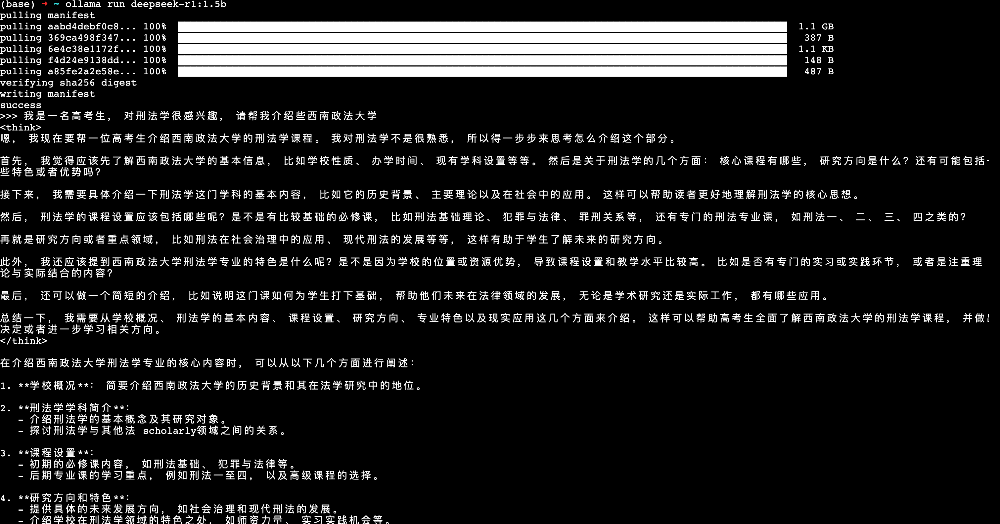 (base) ➜ ~ ollama run deepseek-r1:1.5b
pulling manifest
pulling aabd4debf0c8... 100% 1.1 GB
pulling 369ca498f347... 100% 387 B
pulling 6e4c38e1172f... 100% 1.1 KB
pulling f4d24e9138dd... 100% 148 B
pulling a85fe2a2e58e... 100% 487 B
verifying sha256 digest
writing manifest
success
>>> 我是一名高考生，对刑法学很感兴趣，请帮我介绍些西南政法大学
<think>
嗯，我现在要帮一位高考生介绍西南政法大学的刑法学课程。我对刑法学不是很熟悉，所以得一步步来思考怎么介绍这个部分。
首先，我觉得应该先了解西南政法大学的基本信息，比如学校性质、办学时间、现有学科设置等等。然后是关于刑法学的几个方面：核心课程有哪些，研究方向是什么？还有可能包括
些特色或者优势吗？
接下来，我需要具体介绍一下刑法学这门学科的基本内容，比如它的历史背景、主要理论以及在社会中的应用。这样可以帮助读者更好地理解刑法学的核心思想。
然后，刑法学的课程设置应该包括哪些呢？是不是有比较基础的必修课，比如刑法基础理论、犯罪与法律、罪刑关系等，还有专门的刑法专业课，如刑法一、二、三、四之类的？
再就是研究方向或者重点领域，比如刑法在社会治理中的应用、现代刑法的发展等等，这样有助于学生了解未来的研究方向。
此外，我还应该提到西南政法大学刑法学专业的特色是什么呢？是不是因为学校的位置或资源优势，导致课程设置和教学水平比较高。比如是否有专门的实习或实践环节，或者是注重理
论与实际结合的内容？
最后，还可以做一个简短的介绍，比如说明这门课如何为学生打下基础，帮助他们未来在法律领域的发展，无论是学术研究还是实际工作，都有哪些应用。
总结一下，我需要从学校概况、刑法学的基本内容、课程设置、研究方向、专业特色以及现实应用这几个方面来介绍。这样可以帮助高考生全面了解西南政法大学的刑法学课程，并做
决定或者进一步学习相关方向。
</think>
在介绍西南政法大学刑法学专业的核心内容时，可以从以下几个方面进行阐述：
1. **学校概况**：简要介绍西南政法大学的历史背景和其在法学研究中的地位。
2. **刑法学学科简介**：
- 介绍刑法学的基本概念及其研究对象。
- 探讨刑法学与其他法 scholarly领域之间的关系。
3. **课程设置**：
- 初期的必修课内容，如刑法基础、犯罪与法律等。
- 后期专业课的学习重点，例如刑法一至四，以及高级课程的选择。
4. **研究方向和特色**：
- 提供具体的未来发展方向，如社会治理和现代刑法的发展。
- 介绍学校在刑法学领域的特色之处，如师资力量、实习实践机会等。